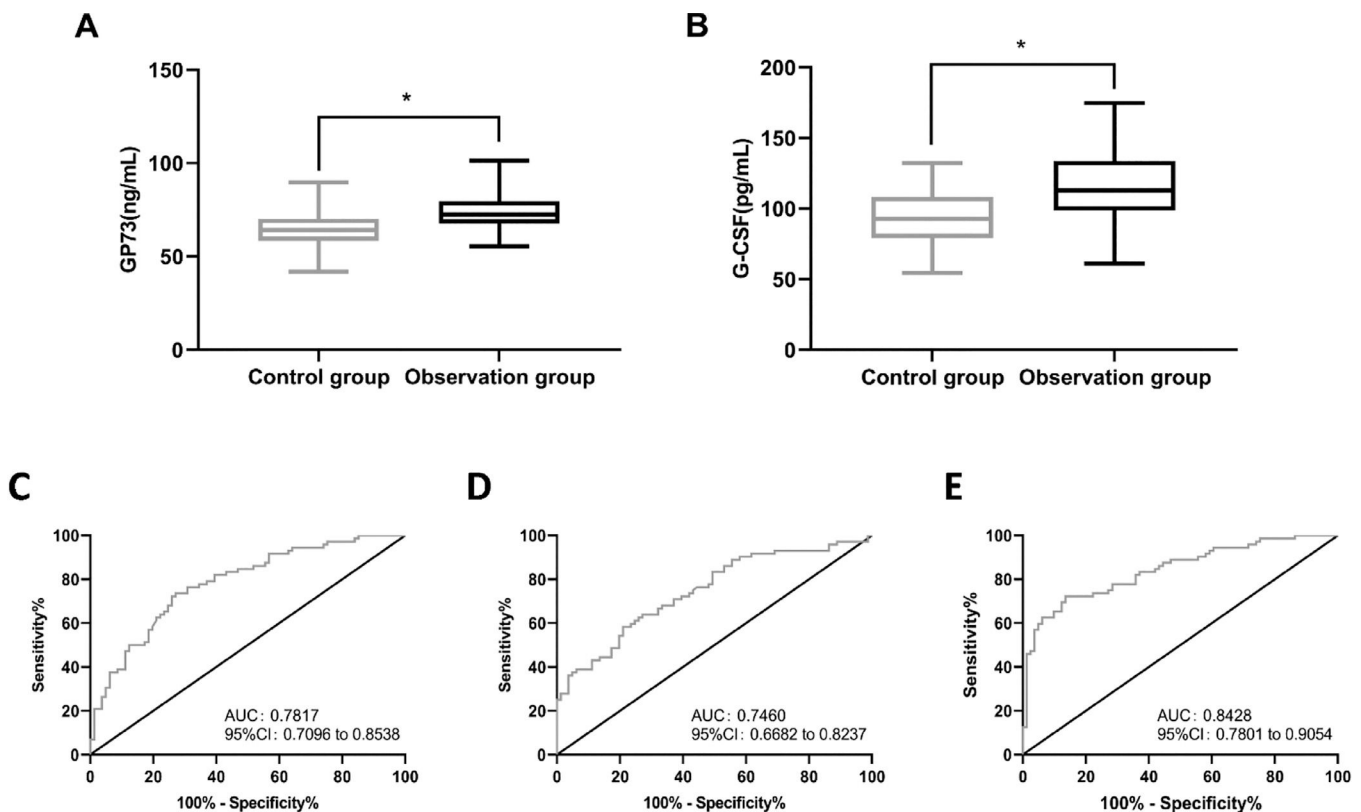 A
150
100
50
0
GP73(ng/mL)
*
Control group
Observation group
B
200
150
100
50
0
G-CSF(pg/mL)
*
Control group
Observation group
C
100
80
60
40
20
0
Sensitivity%
AUC: 0.7817
95%CI: 0.7096 to 0.8538
0 20 40 60 80 100
100% - Specificity%
D
100
80
60
40
20
0
Sensitivity%
AUC: 0.7460
95%CI: 0.6682 to 0.8237
0 20 40 60 80 100
100% - Specificity%
E
100
80
60
40
20
0
Sensitivity%
AUC: 0.8428
95%CI: 0.7801 to 0.9054
0 20 40 60 80 100
100% - Specificity%